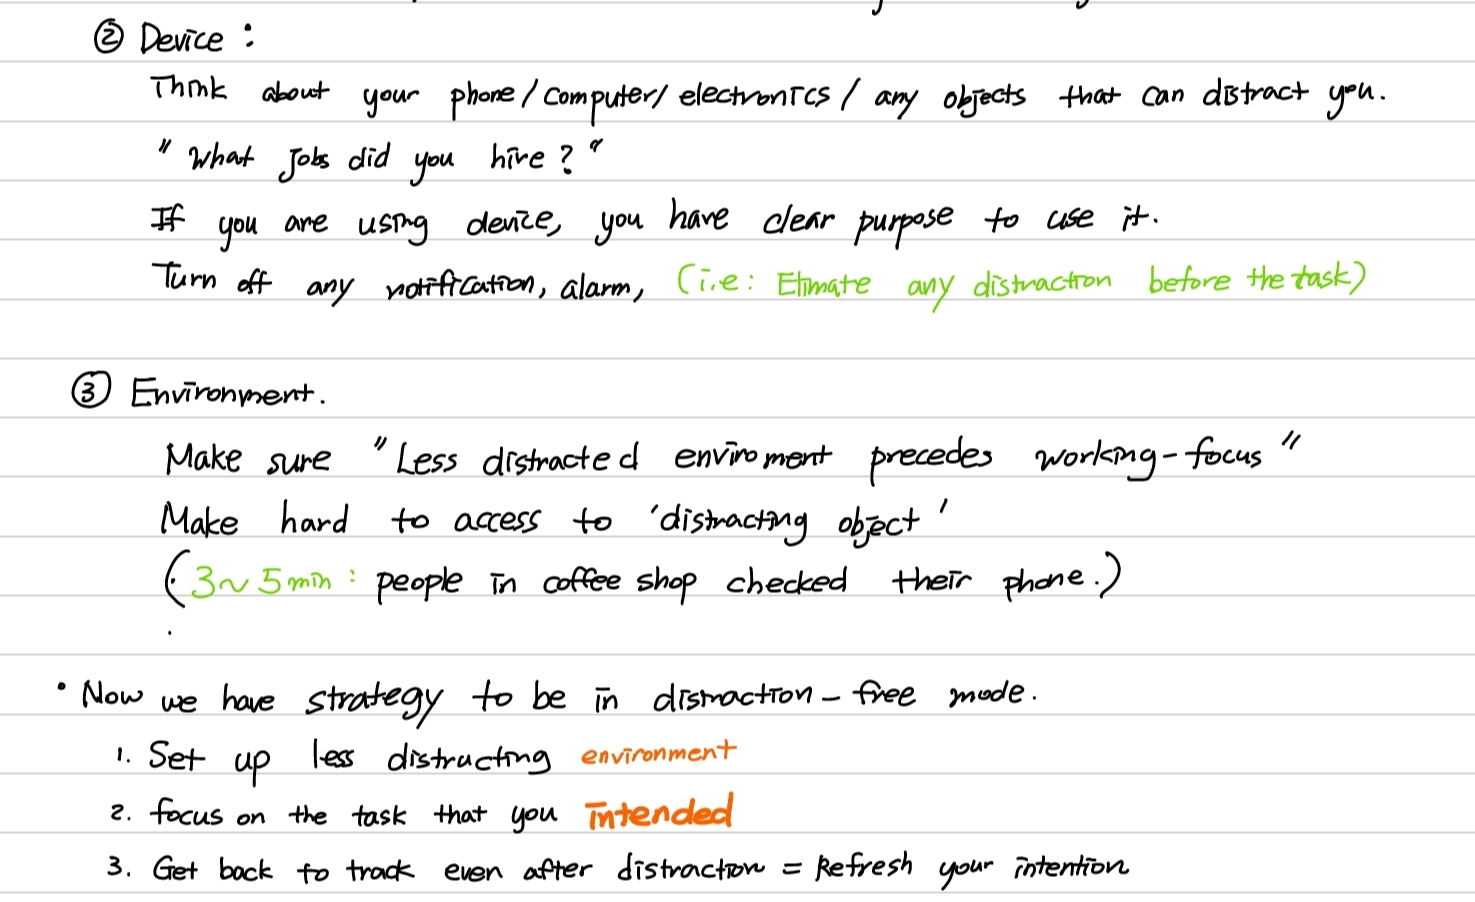 ② Device :
Think about your phone / computer / electronics / any objects that can distract you.
" What Jobs did you hire ? "
If you are using device, you have clear purpose to use it.
Turn off any notification, alarm, (i.e : Elimate any distraction before the task)
③ Environment.
Make sure " Less distracted enviroment precedes working - focus "
Make hard to access to 'distracting object'
(3~5 min : people in coffee shop checked their phone.)
• Now we have strategy to be in distraction - free mode.
1. Set up less distructing environment
2. focus on the task that you intended
3. Get back to track even after distraction = Refresh your intention